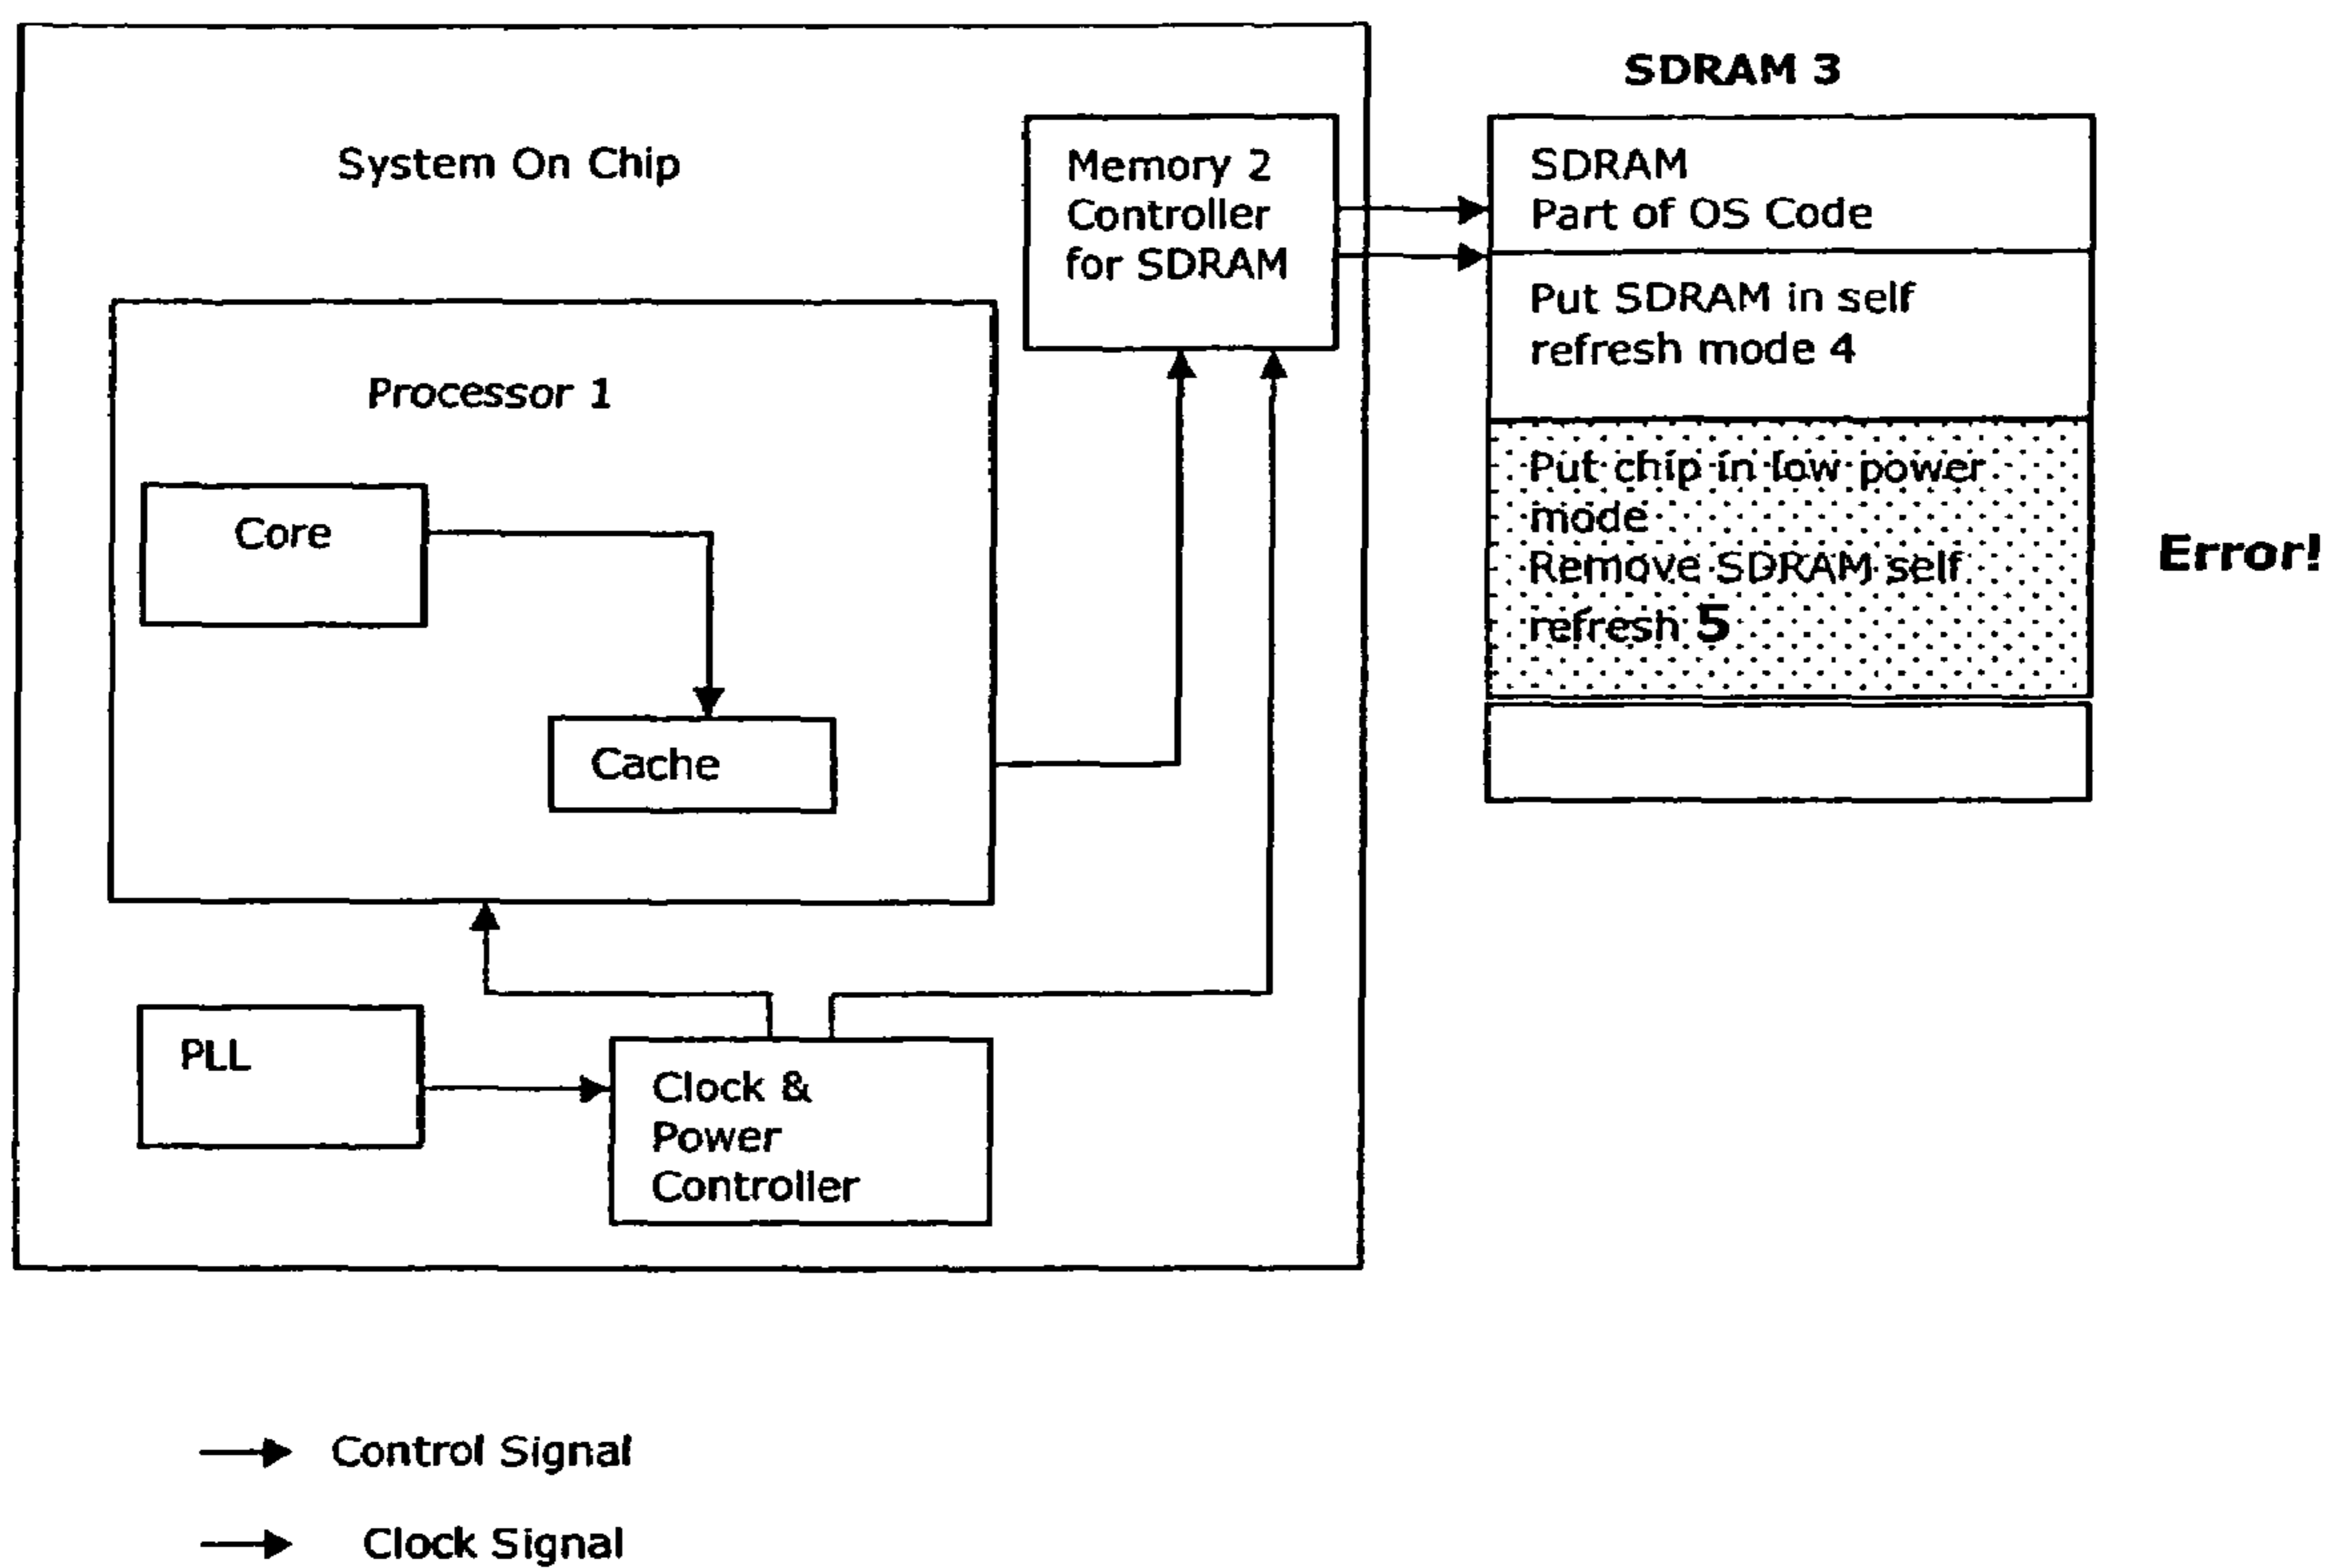 SDRAM 3
System On Chip
Memory 2
Controller
for SDRAM
SDRAM
Part of OS Code
Put SDRAM in self
refresh mode 4
Processor 1
Put chip in low power
mode
Remove SDRAM self
refresh 5
Error!
Core
Cache
PLL
Clock &
Power
Controller
Control Signal
Clock Signal